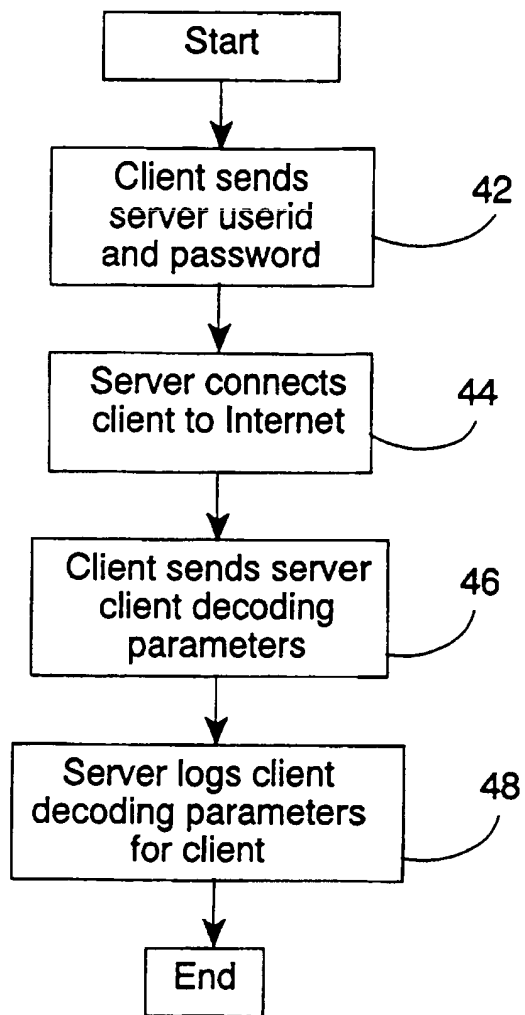 Start
Client sends
server userid
and password
42
Server connects
client to Internet
44
Client sends server
client decoding
parameters
46
Server logs client
decoding parameters
for client
48
End